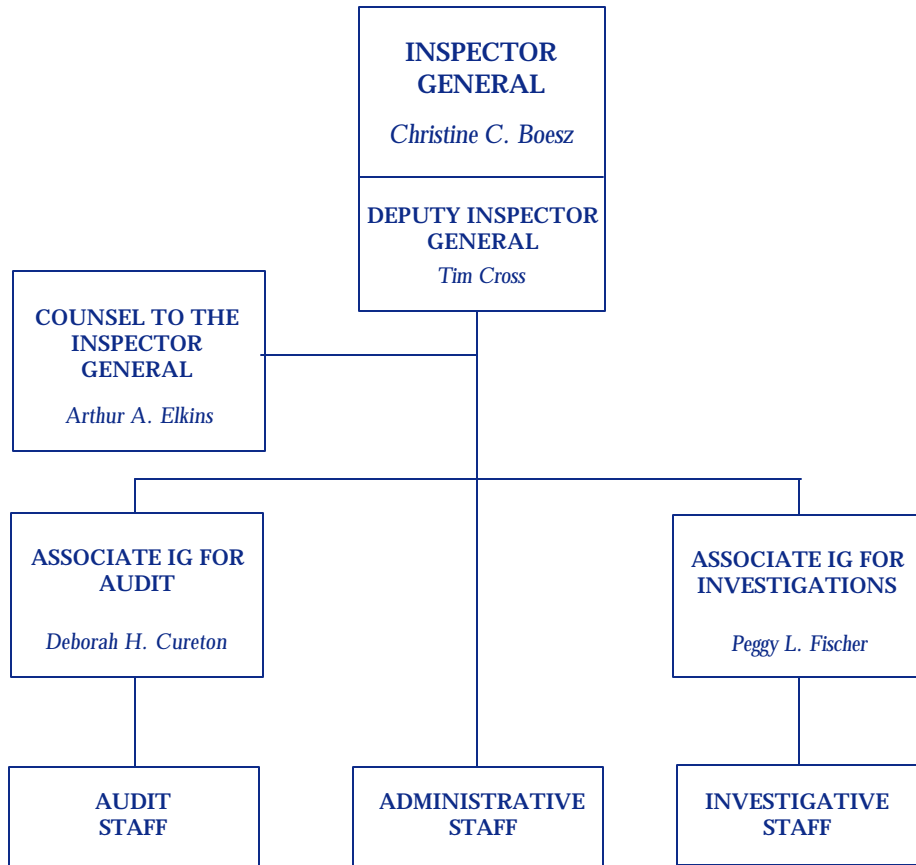 INSPECTOR
GENERAL
Christine C. Boesz
DEPUTY INSPECTOR
GENERAL
Tim Cross
COUNSEL TO THE
INSPECTOR
GENERAL
Arthur A. Elkins
ASSOCIATE IG FOR
AUDIT
Deborah H. Cureton
ASSOCIATE IG FOR
INVESTIGATIONS
Peggy L. Fischer
AUDIT
STAFF
ADMINISTRATIVE
STAFF
INVESTIGATIVE
STAFF